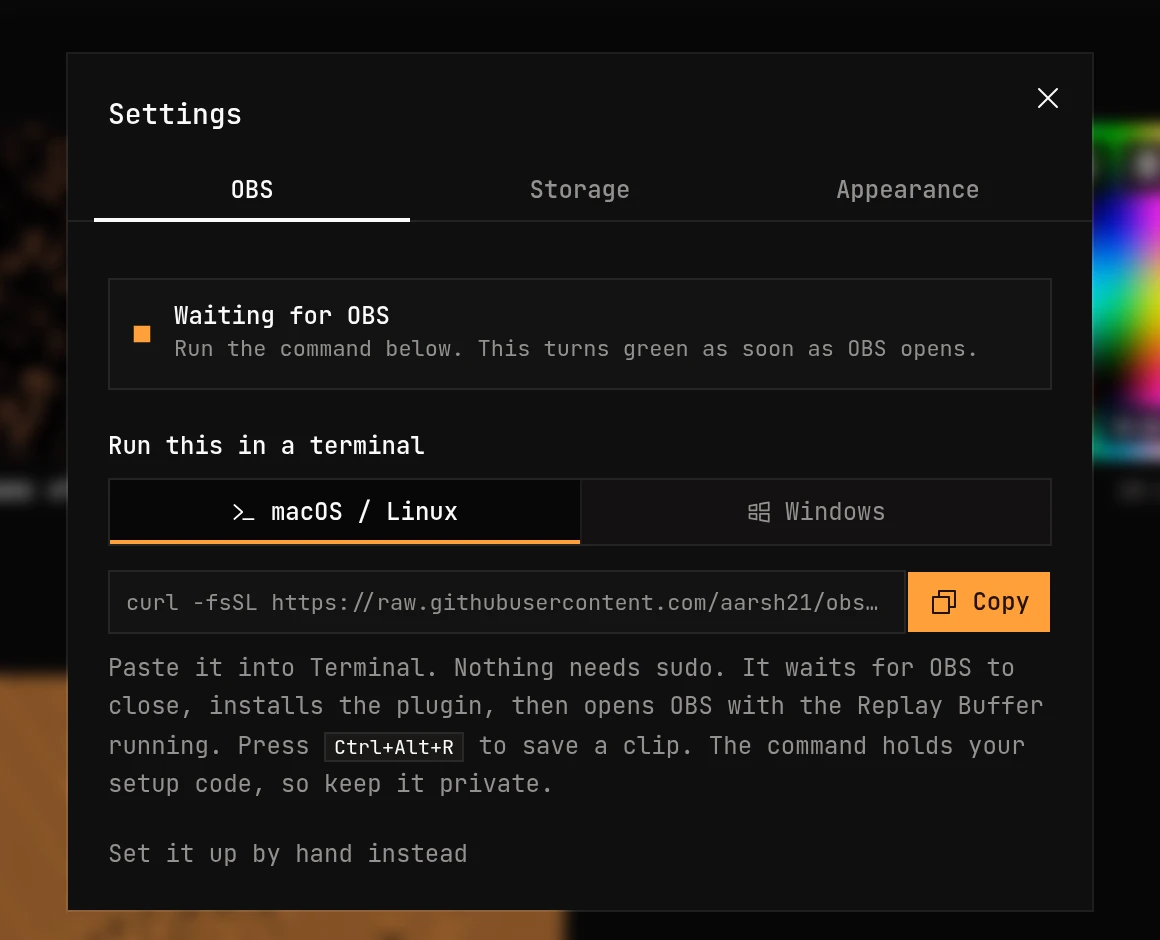 Settings
OBS
Storage
Appearance
Waiting for OBS
Run the command below. This turns green as soon as OBS opens.
Run this in a terminal
>_ macOS / Linux
Windows
curl -fsSL https://raw.githubusercontent.com/aarsh21/obs…
Copy
Paste it into Terminal. Nothing needs sudo. It waits for OBS to
close, installs the plugin, then opens OBS with the Replay Buffer
running. Press Ctrl+Alt+R to save a clip. The command holds your
setup code, so keep it private.
Set it up by hand instead